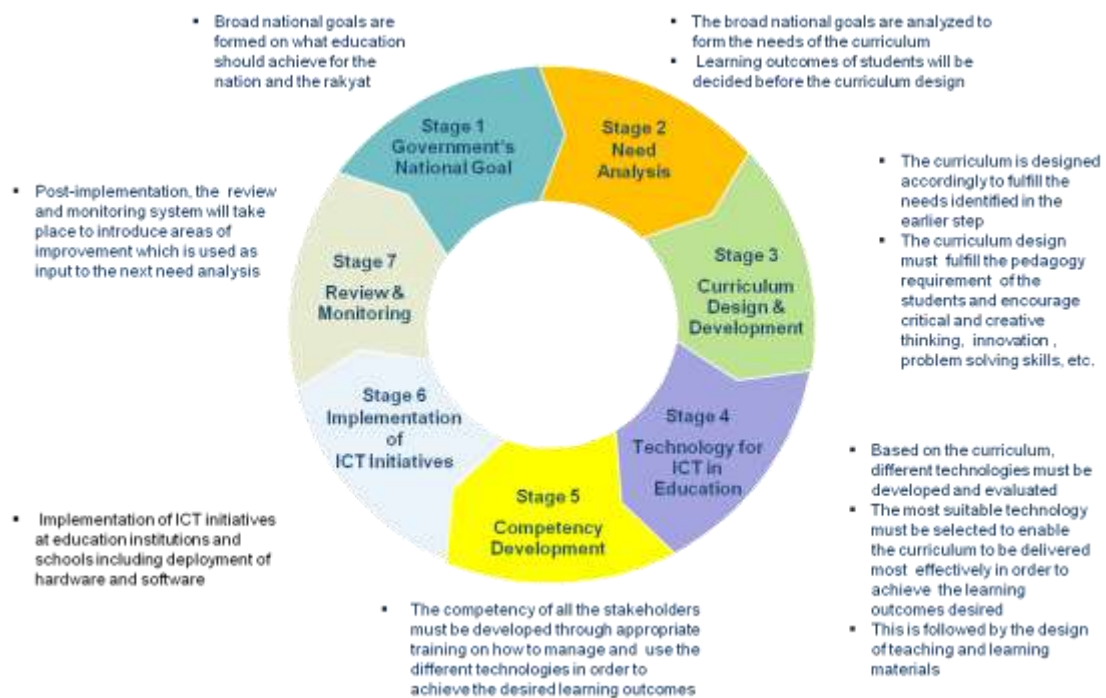 ▪ Broad national goals are
formed on what education
should achieve for the
nation and the rakyat
▪ The broad national goals are analyzed to
form the needs of the curriculum
▪ Learning outcomes of students will be
decided before the curriculum design
Stage 1
Government's
National Goal
Stage 2
Need
Analysis
▪ The curriculum is designed
accordingly to fulfill the
needs identified in the
earlier step
▪ The curriculum design
must fulfill the pedagogy
requirement of the
students and encourage
critical and creative
thinking, innovation ,
problem solving skills, etc.
Stage 3
Curriculum
Design &
Development
Stage 4
Technology for
ICT in
Education
▪ Based on the curriculum,
different technologies must be
developed and evaluated
▪ The most suitable technology
must be selected to enable
the curriculum to be delivered
most effectively in order to
achieve the learning
outcomes desired
▪ This is followed by the design
of teaching and learning
materials
Stage 5
Competency
Development
▪ The competency of all the stakeholders
must be developed through appropriate
training on how to manage and use the
different technologies in order to
achieve the desired learning outcomes
Stage 6
Implementation
of
ICT Initiatives
▪ Implementation of ICT initiatives
at education institutions and
schools including deployment of
hardware and software
Stage 7
Review &
Monitoring
▪ Post-implementation, the review
and monitoring system will take
place to introduce areas of
improvement which is used as
input to the next need analysis